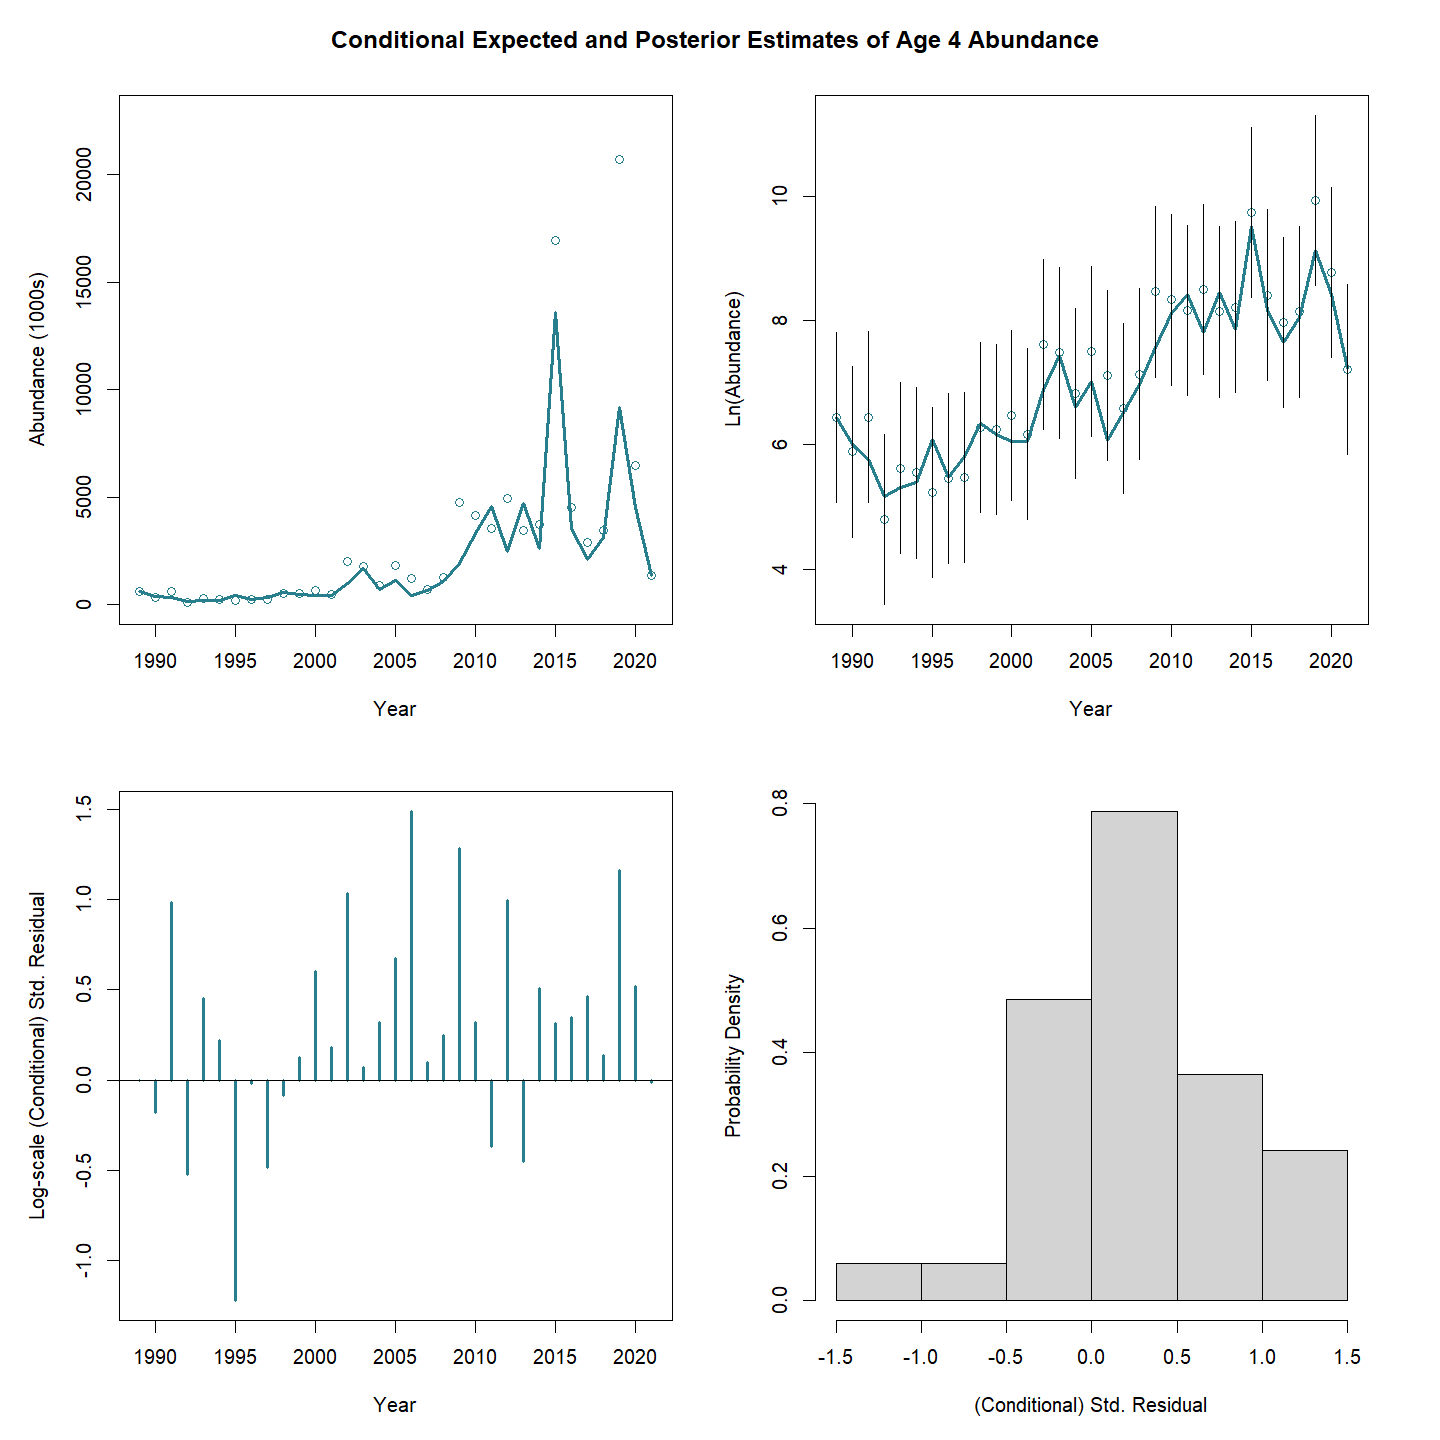 Conditional Expected and Posterior Estimates of Age 4 Abundance
Abundance (1000s)
20000
15000
10000
5000
0
1990 1995 2000 2005 2010 2015 2020
Year
Ln(Abundance)
10
8
6
4
1990 1995 2000 2005 2010 2015 2020
Year
Log-scale (Conditional) Std. Residual
1.5
1.0
0.5
0.0
-0.5
-1.0
1990 1995 2000 2005 2010 2015 2020
Year
Probability Density
0.8
0.6
0.4
0.2
0.0
-1.5 -1.0 -0.5 0.0 0.5 1.0 1.5
(Conditional) Std. Residual